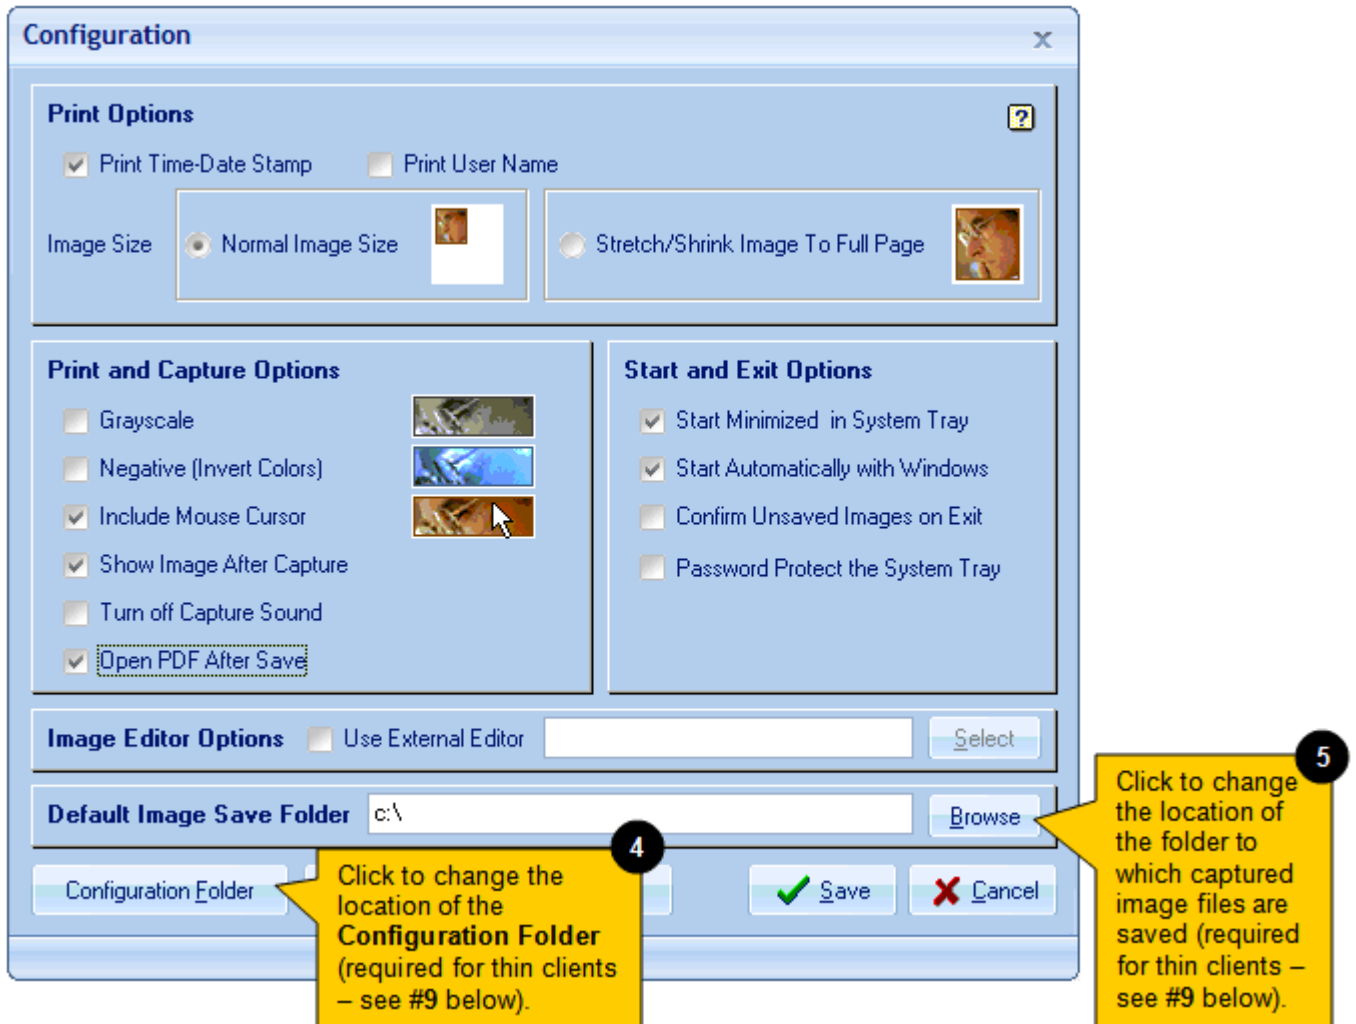 Configuration
Print Options
?
Print Time-Date Stamp
Print User Name
Image Size
Normal Image Size
Stretch/Shrink Image To Full Page
Print and Capture Options
Grayscale
Negative (Invert Colors)
Include Mouse Cursor
Show Image After Capture
Turn off Capture Sound
Open PDF After Save
Start and Exit Options
Start Minimized in System Tray
Start Automatically with Windows
Confirm Unsaved Images on Exit
Password Protect the System Tray
Image Editor Options
Use External Editor
Select
Default Image Save Folder
c:\
Browse
Configuration Folder
Save
Cancel
4
Click to change the
location of the
Configuration Folder
(required for thin clients
– see #9 below).
5
Click to change
the location of
the folder to
which captured
image files are
saved (required
for thin clients –
see #9 below).